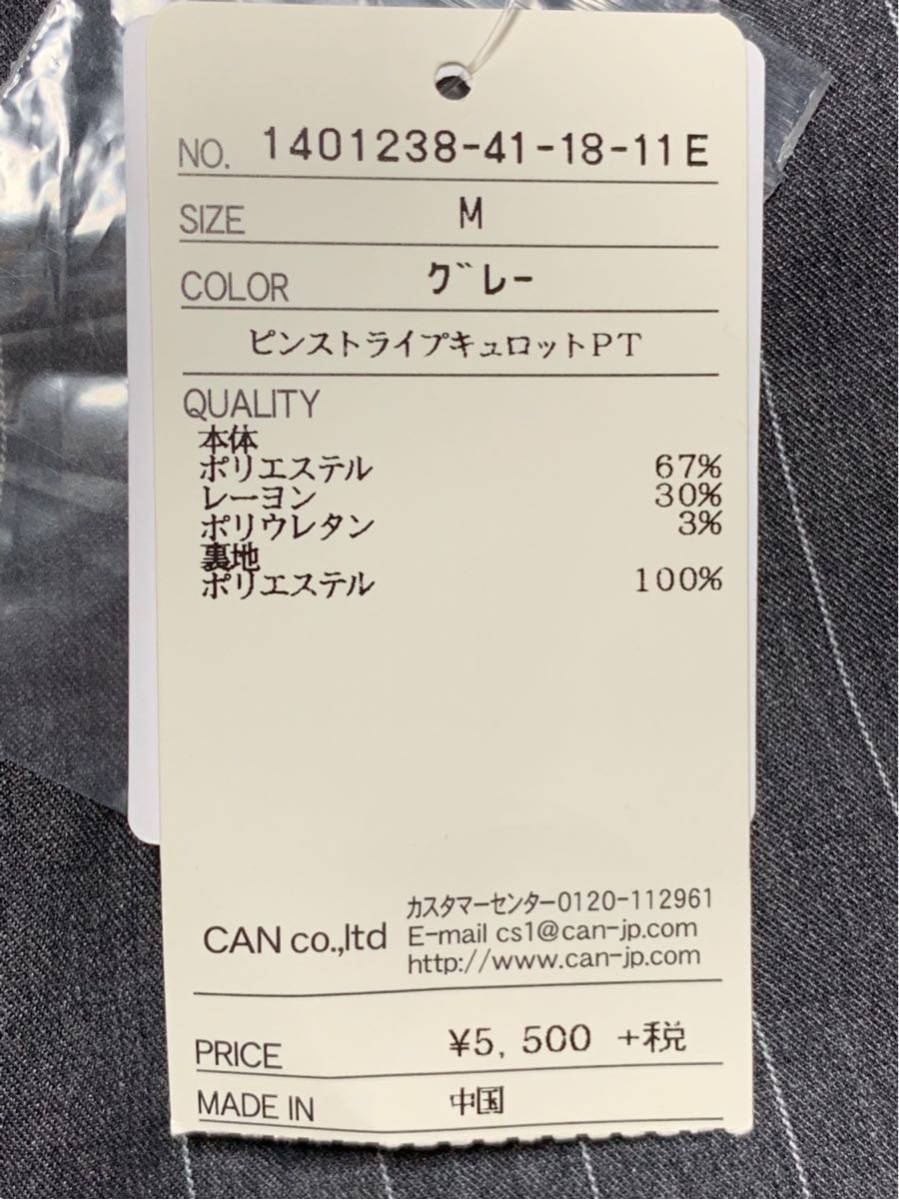 NO. 1401238-41-18-11E
SIZE M
COLOR グレー
ピンストライプキュロットPT
QUALITY
本体
ポリエステル 67%
レーヨン 30%
ポリウレタン 3%
裏地
ポリエステル 100%
カスタマーセンター0120-112961
CAN co.,ltd E-mail cs1@can-jp.com
http://www.can-jp.com
PRICE ¥5,500 +税
MADE IN 中国